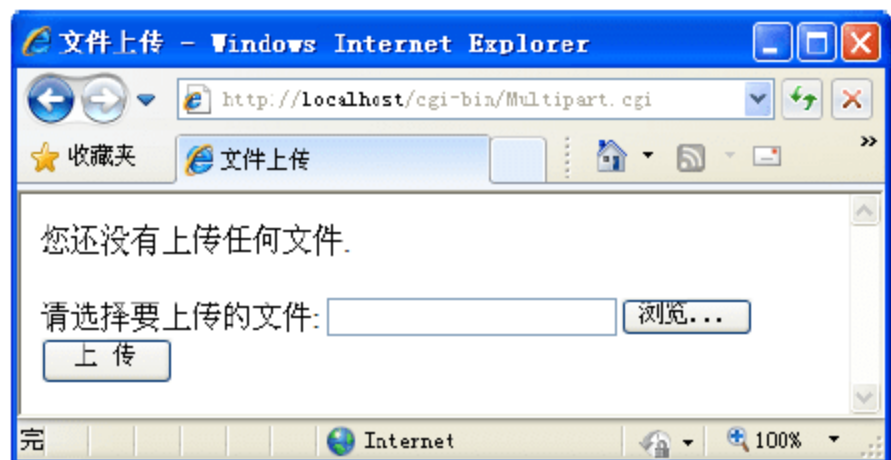 文件上传 - Windows Internet Explorer
http://localhost/cgi-bin/Multipart.cgi
收藏夹
文件上传
»
您还没有上传任何文件.
请选择要上传的文件:
浏览...
上 传
完
Internet
100%